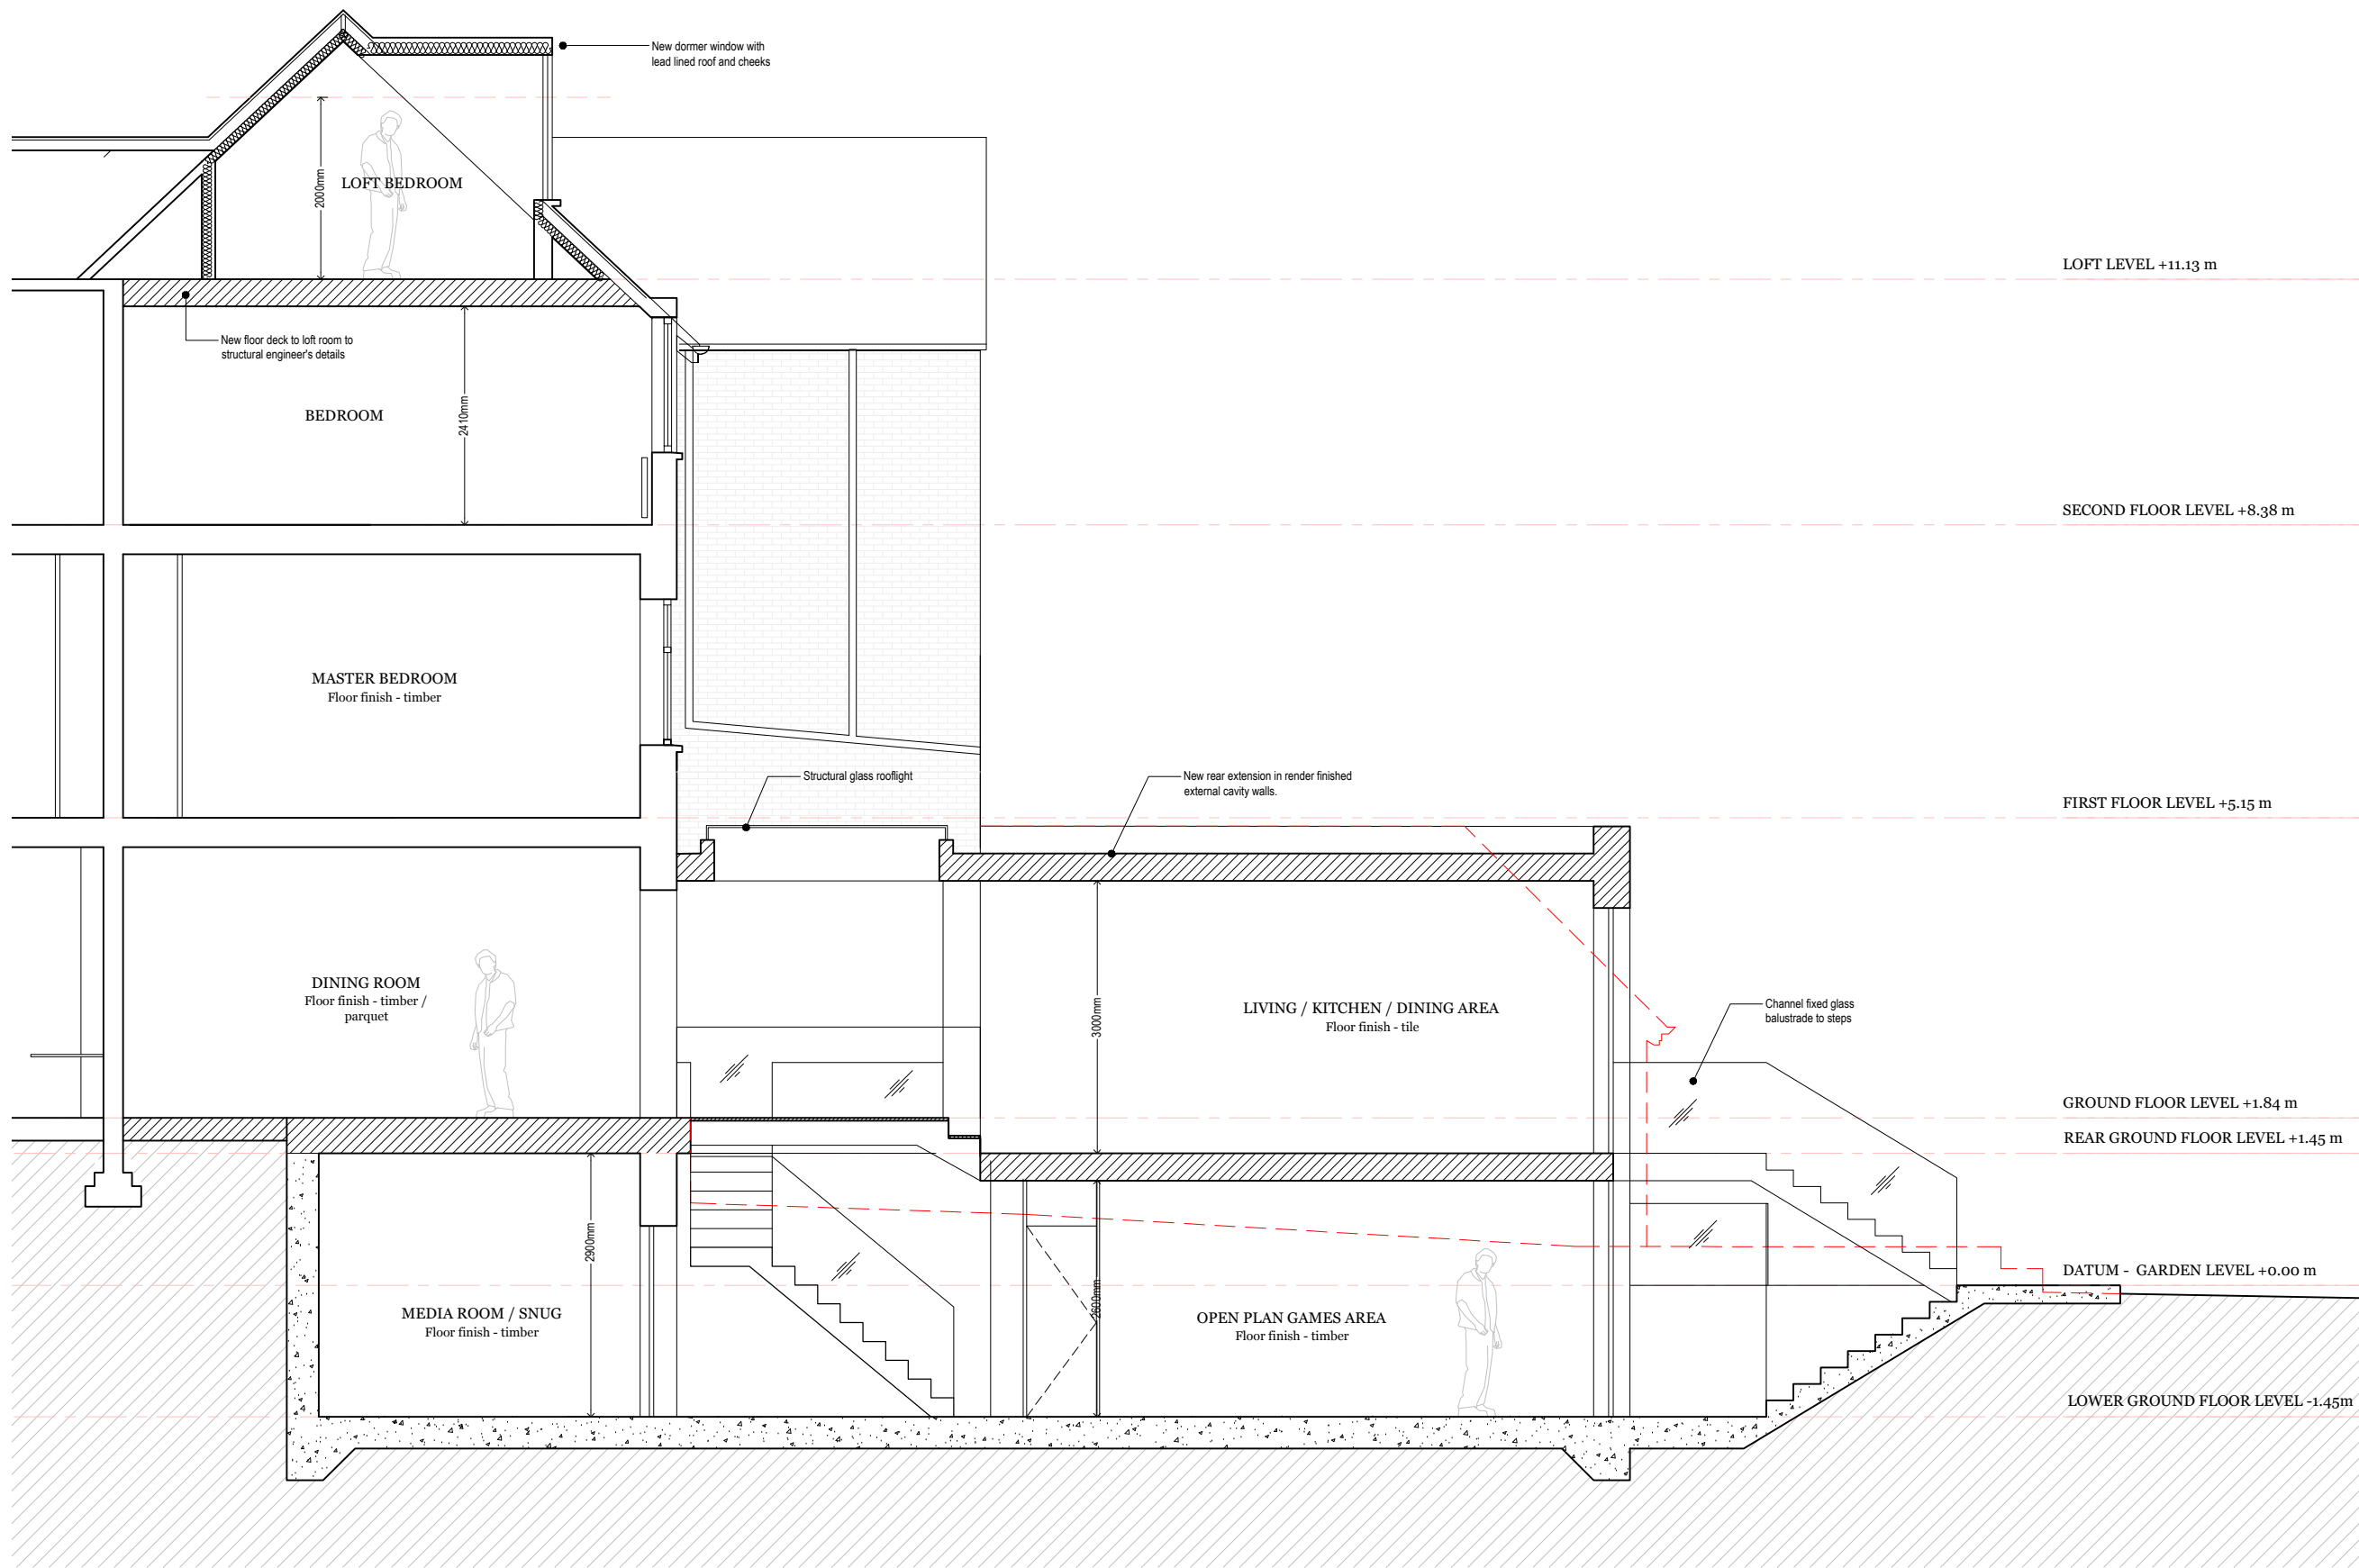 New dormer window with
lead lined roof and cheeks
2000mm
LOFT BEDROOM
LOFT LEVEL +11.13 m
New floor deck to loft room to
structural engineer's details
2410mm
BEDROOM
SECOND FLOOR LEVEL +8.38 m
MASTER BEDROOM
Floor finish - timber
Structural glass rooflight
New rear extension in render finished
external cavity walls.
FIRST FLOOR LEVEL +5.15 m
DINING ROOM
Floor finish - timber /
parquet
3000mm
LIVING / KITCHEN / DINING AREA
Floor finish - tile
Channel fixed glass
balustrade to steps
GROUND FLOOR LEVEL +1.84 m
REAR GROUND FLOOR LEVEL +1.45 m
2900mm
MEDIA ROOM / SNUG
Floor finish - timber
2600mm
OPEN PLAN GAMES AREA
Floor finish - timber
DATUM - GARDEN LEVEL +0.00 m
LOWER GROUND FLOOR LEVEL -1.45m